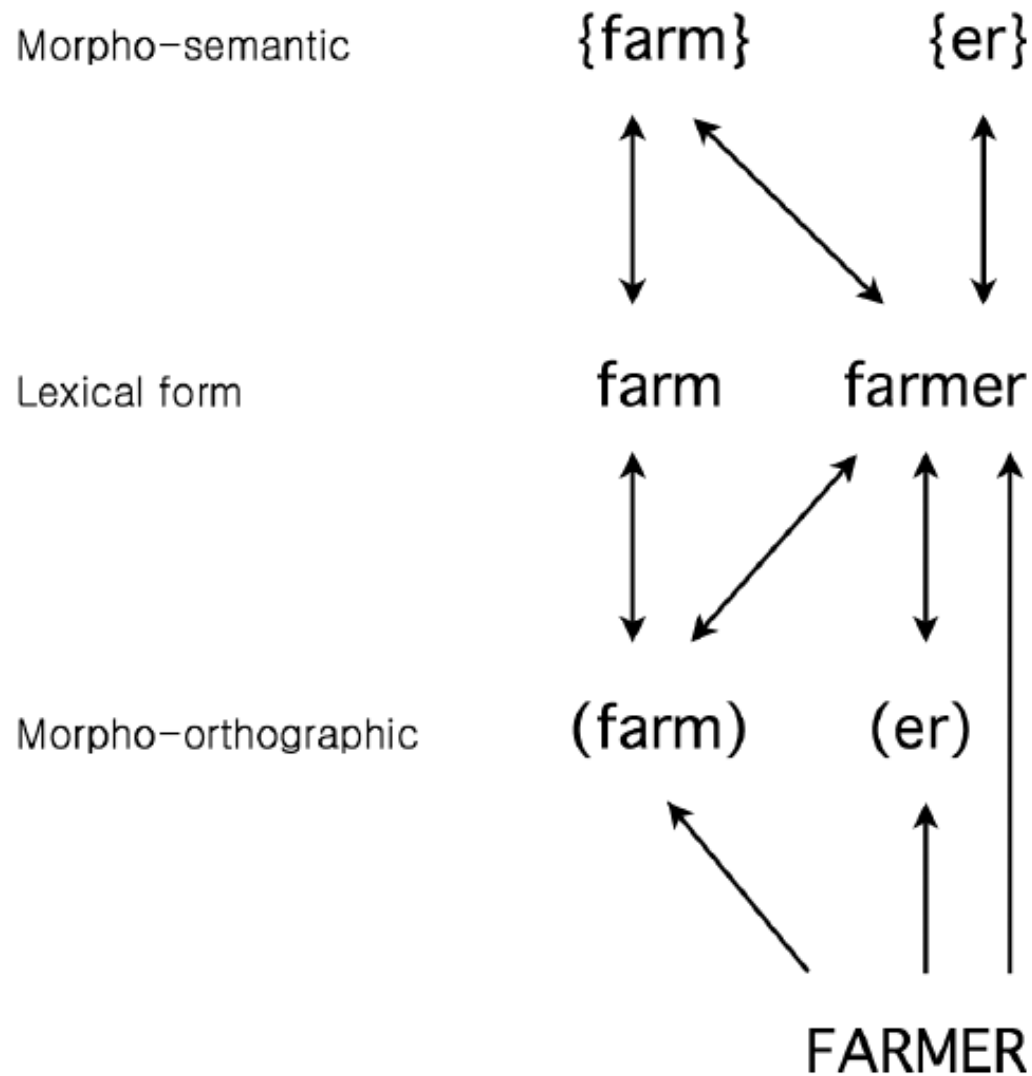 Morpho-semantic {farm} {er}
Lexical form farm farmer
Morpho-orthographic (farm) (er)
FARMER